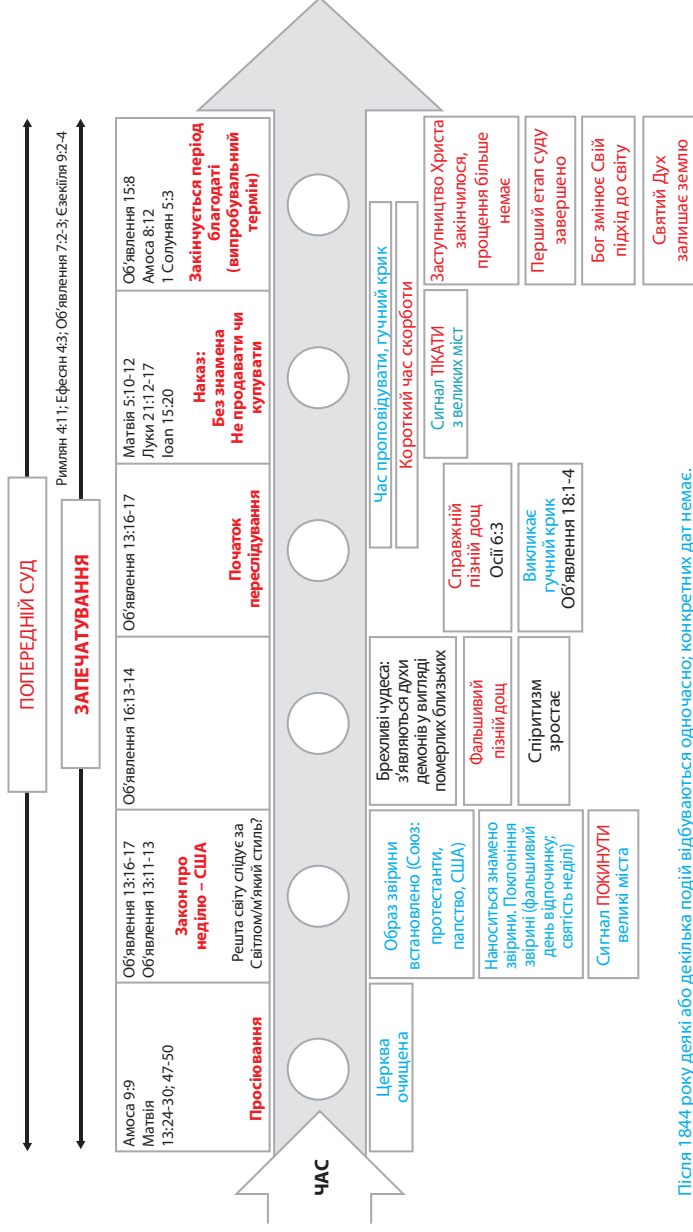 ПОПЕРЕДНІЙ СУД
ЗАПЕЧАТУВАННЯ
Римлян 4:11; Ефесян 4:3; Об’явлення 7:2-3; Єзекіїля 9:2-4
Амоса 9:9
Матвія
13:24-30; 47-50
Просіювання
Об’явлення 13:16-17
Об’явлення 13:11-13
Закон про
неділю – США
Решта світу слідує за
Світлом/м’який стиль?
Об’явлення 16:13-14
Об’явлення 13:16-17
Початок
переслідування
Матвія 5:10-12
Луки 21:12-17
Іоан 15:20
Наказ:
Без знамена
Не продавати чи
купувати
Об’явлення 15:8
Амоса 8:12
1 Солунян 5:3
Закінчується період
благодаті
(випробувальний
термін)
ЧАС
Церква
очищена
Образ звірини
встановлено (Союз:
протестанти,
папство, США)
Наноситься знамено
звірини. Поклоніння
звірині (фальшивий
день відпочинку;
святість неділі)
Сигнал ПОКИНУТИ
великі міста
Брехливі чудеса:
з’являються духи
демонів у вигляді
померлих близьких
Фальшивий
пізній дощ
Спіритизм
зростає
Час проповідувати, гучний крик
Короткий час скорботи
Справжній
пізній дощ
Осії 6:3
Викликає
гучний крик
Об’явлення 18:1-4
Сигнал ТІКАТИ
з великих міст
Заступництво Христа
закінчилося,
прощення більше
немає
Перший етап суду
завершено
Бог змінює Свій
підхід до світу
Святий Дух
залишає землю
Після 1844 року деякі або декілька подій відбуваються одночасно; конкретних дат немає.